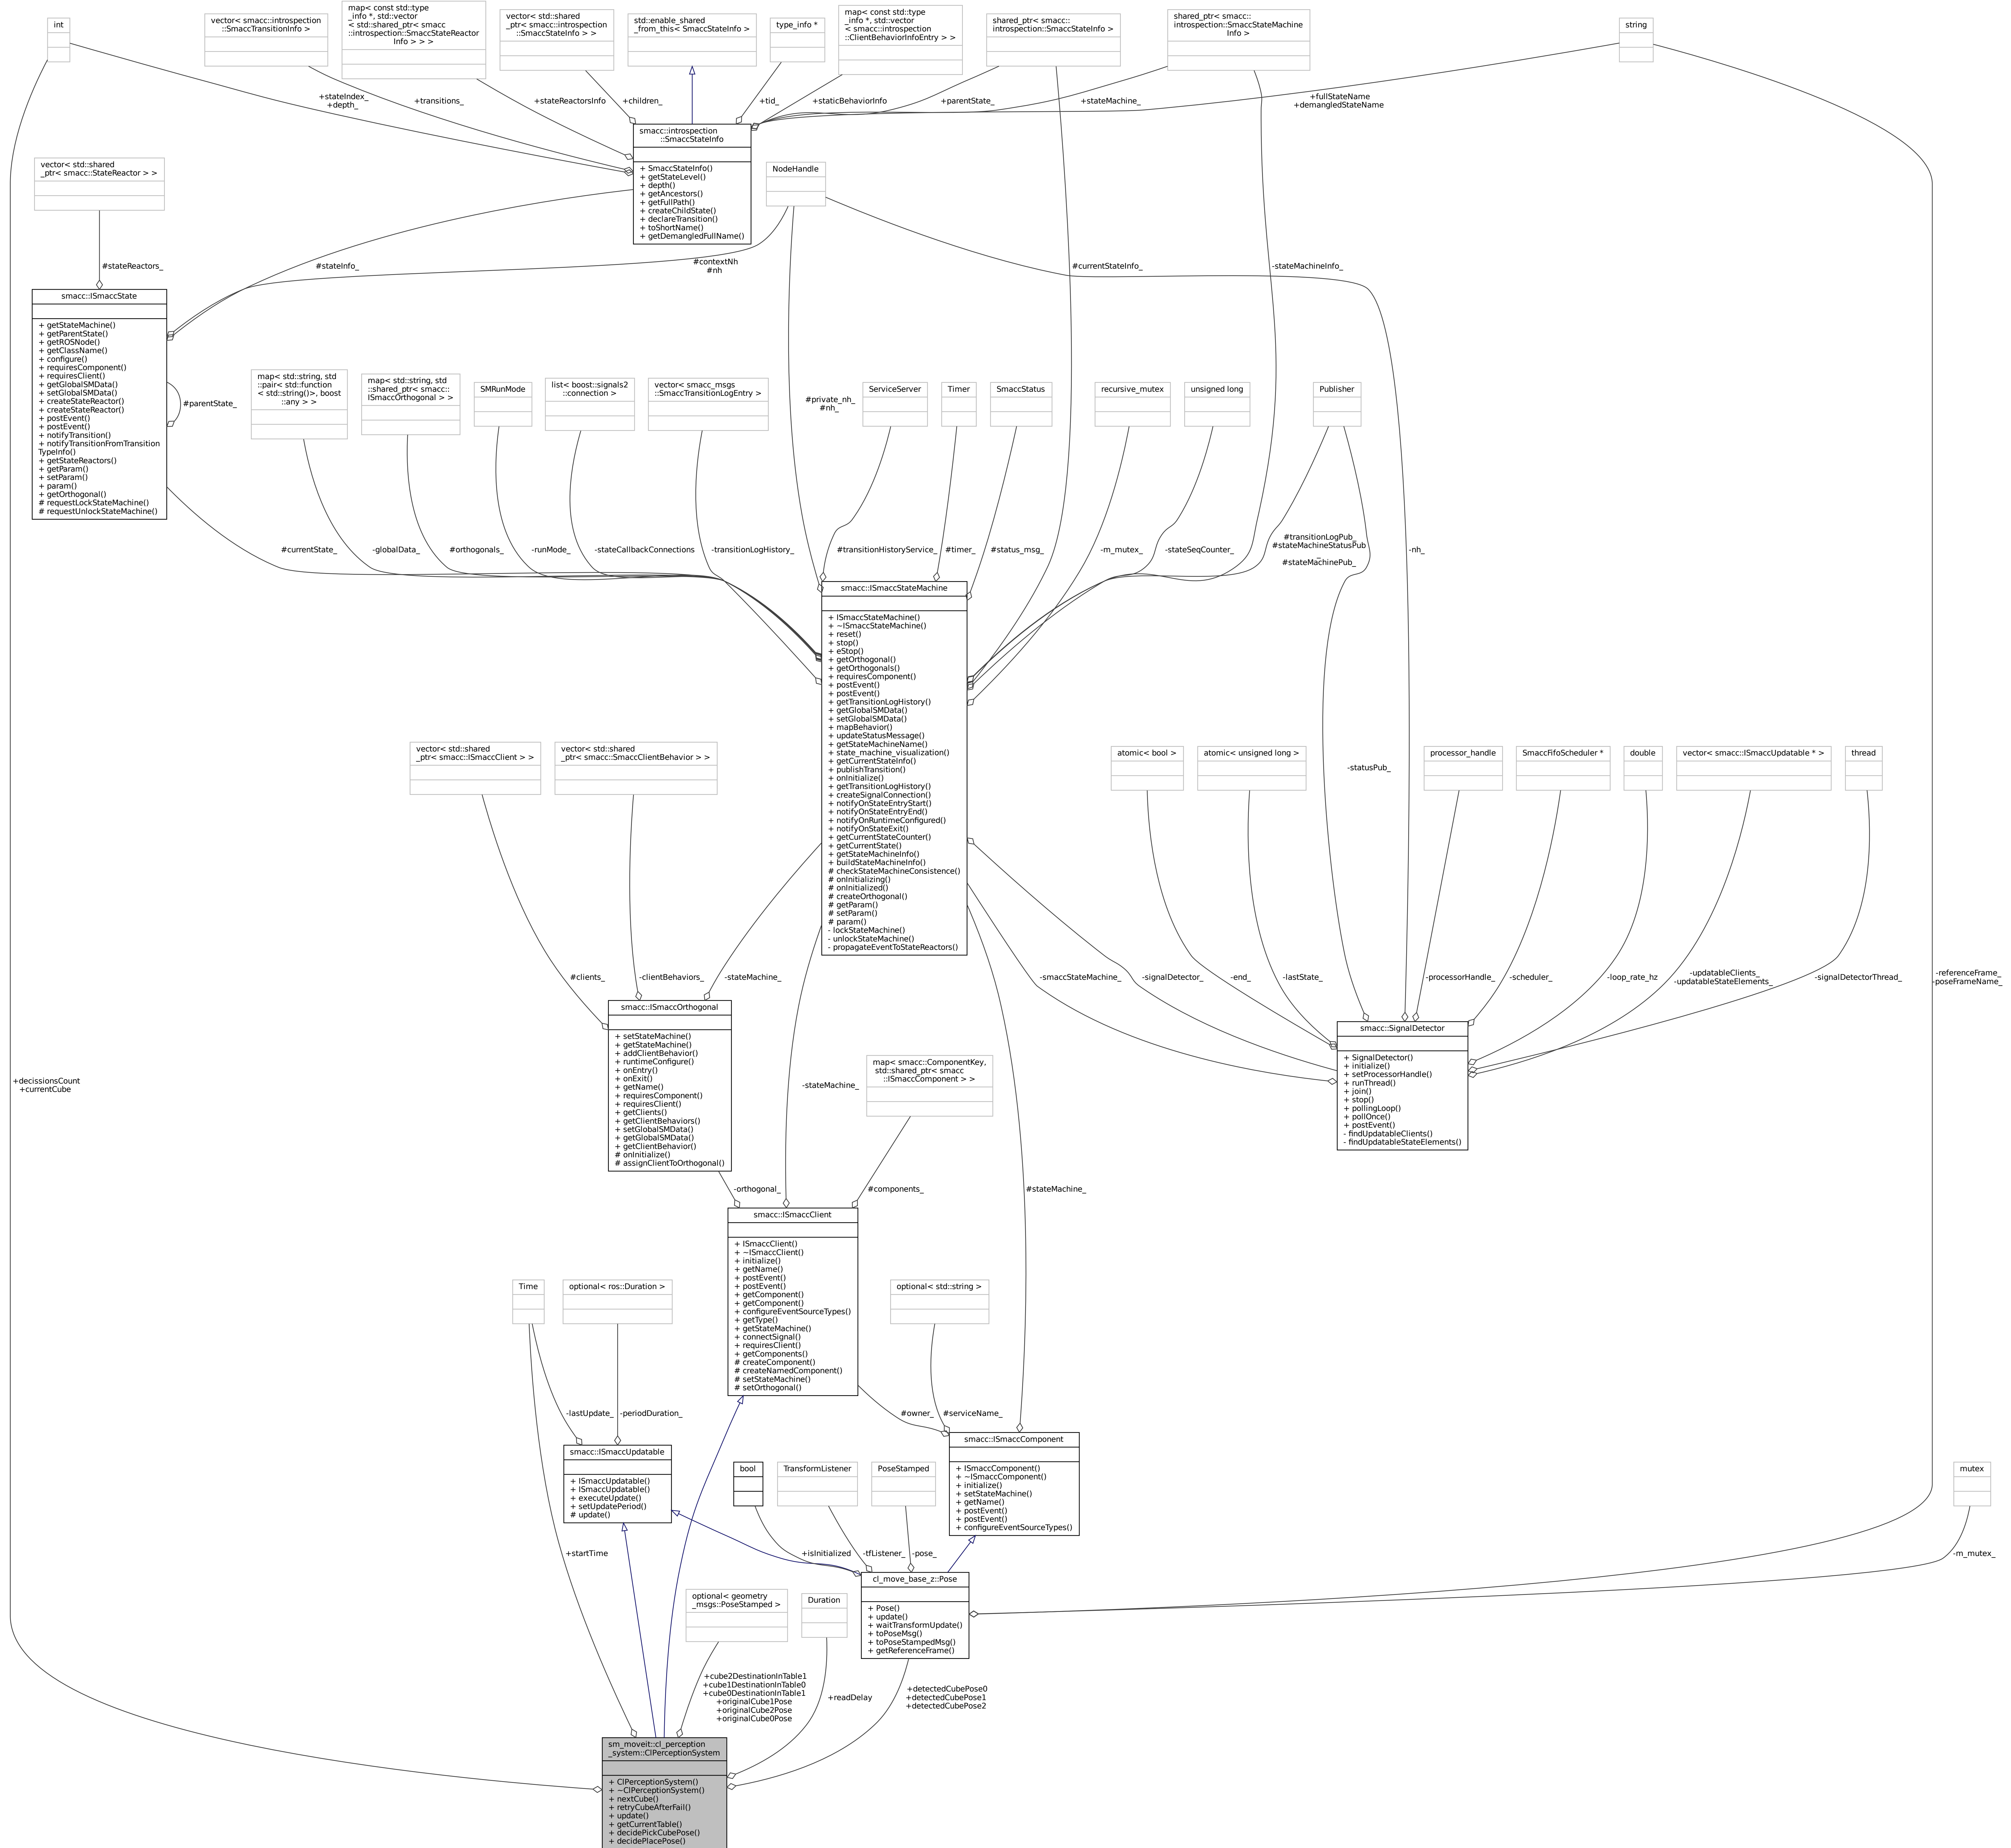 int
vector< smacc::introspection
::SmaccTransitionInfo >
map< const std::type
_info *, std::vector
< std::shared_ptr< smacc
::introspection::SmaccStateReactor
Info > > >
vector< std::shared
_ptr< smacc::introspection
::SmaccStateInfo > >
std::enable_shared
_from_this< SmaccStateInfo >
type_info *
map< const std::type
_info *, std::vector
< smacc::introspection
::ClientBehaviorInfoEntry > >
shared_ptr< smacc::
introspection::SmaccStateInfo >
shared_ptr< smacc::
introspection::SmaccStateMachine
Info >
string
+stateIndex_
+depth_
+transitions_
+stateReactorsInfo
+children_
+tid_
+staticBehaviorInfo
+parentState_
+stateMachine_
+fullStateName
+demangledStateName
smacc::introspection
::SmaccStateInfo
+ SmaccStateInfo()
+ getStateLevel()
+ depth()
+ getAncestors()
+ getFullPath()
+ createChildState()
+ declareTransition()
+ toShortName()
+ getDemangledFullName()
vector< std::shared
_ptr< smacc::StateReactor > >
NodeHandle
#stateReactors_
#stateInfo_
#contextNh
#nh
#currentStateInfo_
-stateMachineInfo_
smacc::ISmaccState
+ getStateMachine()
+ getParentState()
+ getROSNode()
+ getClassName()
+ configure()
+ requiresComponent()
+ requiresClient()
+ getGlobalSMData()
+ setGlobalSMData()
+ createStateReactor()
+ createStateReactor()
+ postEvent()
+ postEvent()
+ notifyTransition()
+ notifyTransitionFromTransition
TypeInfo()
+ getStateReactors()
+ getParam()
+ setParam()
+ param()
+ getOrthogonal()
# requestLockStateMachine()
# requestUnlockStateMachine()
#parentState_
map< std::string, std
::pair< std::function
< std::string()>, boost
::any > >
map< std::string, std
::shared_ptr< smacc::
ISmaccOrthogonal > >
SMRunMode
list< boost::signals2
::connection >
vector< smacc_msgs
::SmaccTransitionLogEntry >
#private_nh_
#nh_
ServiceServer
Timer
SmaccStatus
recursive_mutex
unsigned long
Publisher
#currentState_
-globalData_
#orthogonals_
-runMode_
-stateCallbackConnections
-transitionLogHistory_
#transitionHistoryService_
#timer_
#status_msg_
-m_mutex_
-stateSeqCounter_
#transitionLogPub_
#stateMachineStatusPub
_
#stateMachinePub_
-nh_
smacc::ISmaccStateMachine
+ ISmaccStateMachine()
+ ~ISmaccStateMachine()
+ reset()
+ stop()
+ eStop()
+ getOrthogonal()
+ getOrthogonals()
+ requiresComponent()
+ postEvent()
+ postEvent()
+ getTransitionLogHistory()
+ getGlobalSMData()
+ setGlobalSMData()
+ mapBehavior()
+ updateStatusMessage()
+ getStateMachineName()
+ state_machine_visualization()
+ getCurrentStateInfo()
+ publishTransition()
+ onInitialize()
+ getTransitionLogHistory()
+ createSignalConnection()
+ notifyOnStateEntryStart()
+ notifyOnStateEntryEnd()
+ notifyOnRuntimeConfigured()
+ notifyOnStateExit()
+ getCurrentStateCounter()
+ getCurrentState()
+ getStateMachineInfo()
+ buildStateMachineInfo()
# checkStateMachineConsistence()
# onInitializing()
# onInitialized()
# createOrthogonal()
# getParam()
# setParam()
# param()
- lockStateMachine()
- unlockStateMachine()
- propagateEventToStateReactors()
vector< std::shared
_ptr< smacc::ISmaccClient > >
vector< std::shared
_ptr< smacc::SmaccClientBehavior > >
atomic< bool >
atomic< unsigned long >
-statusPub_
processor_handle
SmaccFifoScheduler *
double
vector< smacc::ISmaccUpdatable * >
thread
#clients_
-clientBehaviors_
-stateMachine_
-smaccStateMachine_
-signalDetector_
-end_
-lastState_
-processorHandle_
-scheduler_
-loop_rate_hz
-updatableClients_
-updatableStateElements_
-signalDetectorThread_
-referenceFrame_
-poseFrameName_
smacc::ISmaccOrthogonal
+ setStateMachine()
+ getStateMachine()
+ addClientBehavior()
+ runtimeConfigure()
+ onEntry()
+ onExit()
+ getName()
+ requiresComponent()
+ requiresClient()
+ getClients()
+ getClientBehaviors()
+ setGlobalSMData()
+ getGlobalSMData()
+ getClientBehavior()
# onInitialize()
# assignClientToOrthogonal()
smacc::SignalDetector
+ SignalDetector()
+ initialize()
+ setProcessorHandle()
+ runThread()
+ join()
+ stop()
+ pollingLoop()
+ pollOnce()
+ postEvent()
- findUpdatableClients()
- findUpdatableStateElements()
+decissionsCount
+currentCube
-stateMachine_
map< smacc::ComponentKey,
std::shared_ptr< smacc
::ISmaccComponent > >
-orthogonal_
#components_
#stateMachine_
smacc::ISmaccClient
+ ISmaccClient()
+ ~ISmaccClient()
+ initialize()
+ getName()
+ postEvent()
+ postEvent()
+ getComponent()
+ getComponent()
+ configureEventSourceTypes()
+ getType()
+ getStateMachine()
+ connectSignal()
+ requiresClient()
+ getComponents()
# createComponent()
# createNamedComponent()
# setStateMachine()
# setOrthogonal()
Time
optional< ros::Duration >
optional< std::string >
-lastUpdate_
-periodDuration_
#owner_
#serviceName_
smacc::ISmaccUpdatable
+ ISmaccUpdatable()
+ ISmaccUpdatable()
+ executeUpdate()
+ setUpdatePeriod()
# update()
smacc::ISmaccComponent
+ ISmaccComponent()
+ ~ISmaccComponent()
+ initialize()
+ setStateMachine()
+ getName()
+ postEvent()
+ postEvent()
+ configureEventSourceTypes()
bool
TransformListener
PoseStamped
mutex
+startTime
+isInitialized
-tfListener_
-pose_
-m_mutex_
cl_move_base_z::Pose
+ Pose()
+ update()
+ waitTransformUpdate()
+ toPoseMsg()
+ toPoseStampedMsg()
+ getReferenceFrame()
optional< geometry
_msgs::PoseStamped >
Duration
+cube2DestinationInTable1
+cube1DestinationInTable0
+cube0DestinationInTable1
+originalCube1Pose
+originalCube2Pose
+originalCube0Pose
+readDelay
+detectedCubePose0
+detectedCubePose1
+detectedCubePose2
sm_moveit::cl_perception
_system::ClPerceptionSystem
+ ClPerceptionSystem()
+ ~ClPerceptionSystem()
+ nextCube()
+ retryCubeAfterFail()
+ update()
+ getCurrentTable()
+ decidePickCubePose()
+ decidePlacePose()